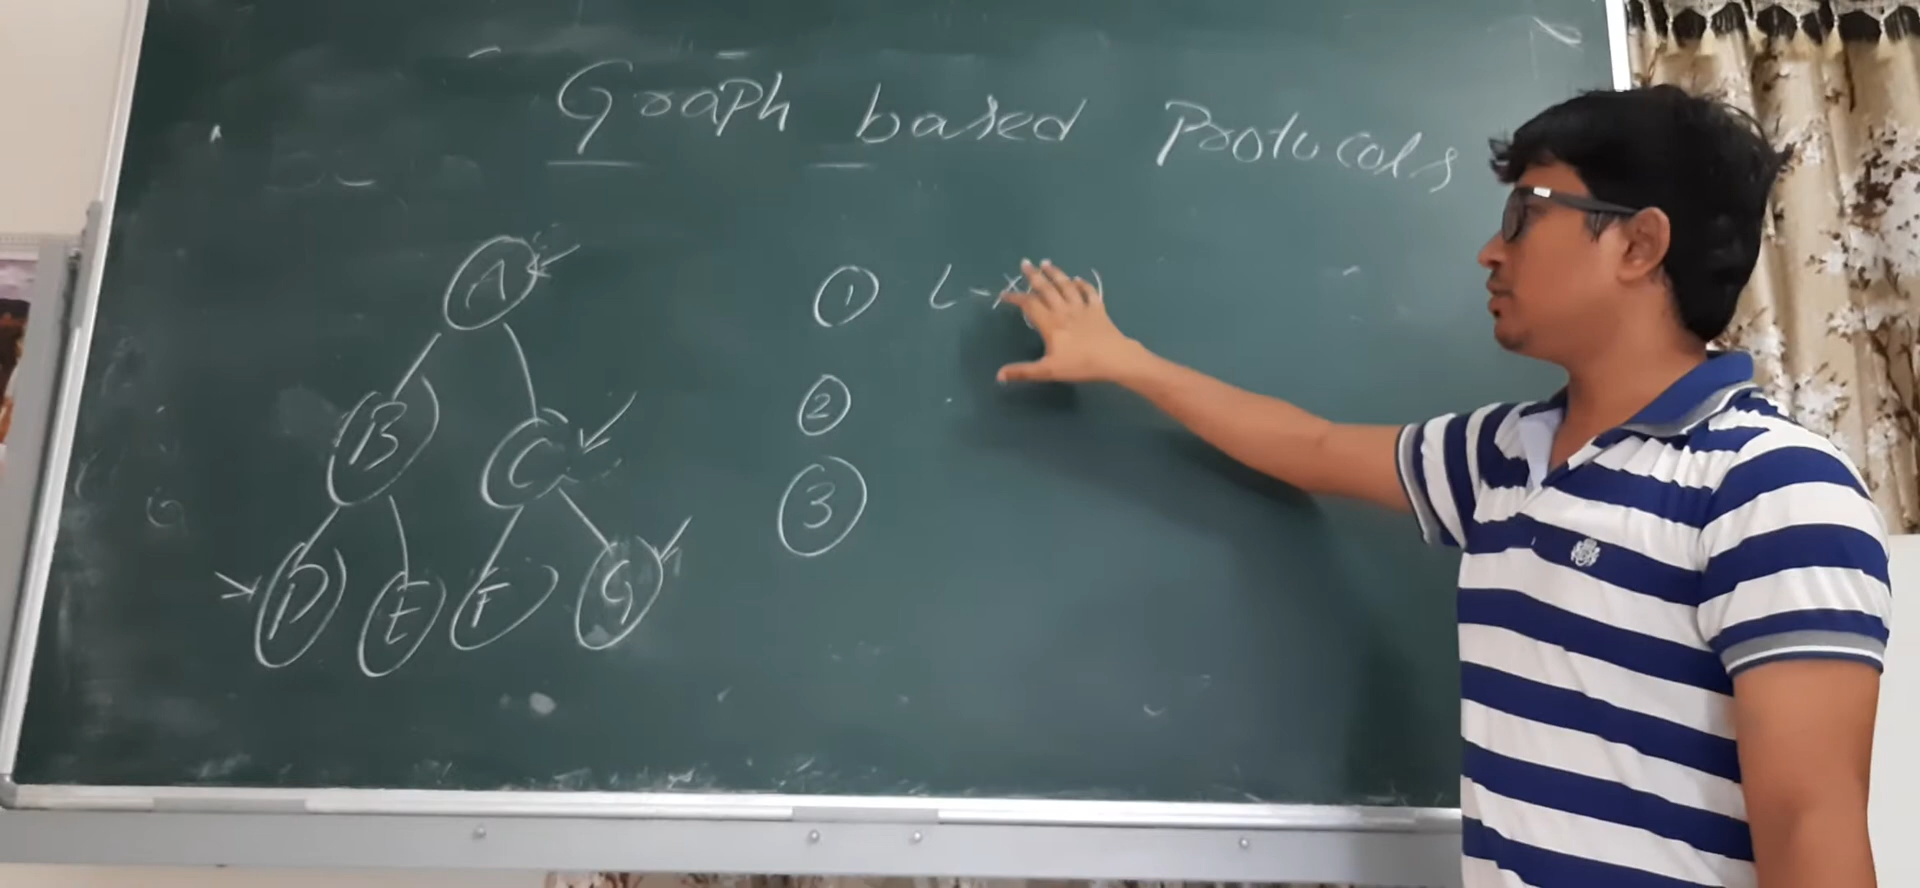 Graph based Protocols
A
① L-X
B C
②
③
D E F G